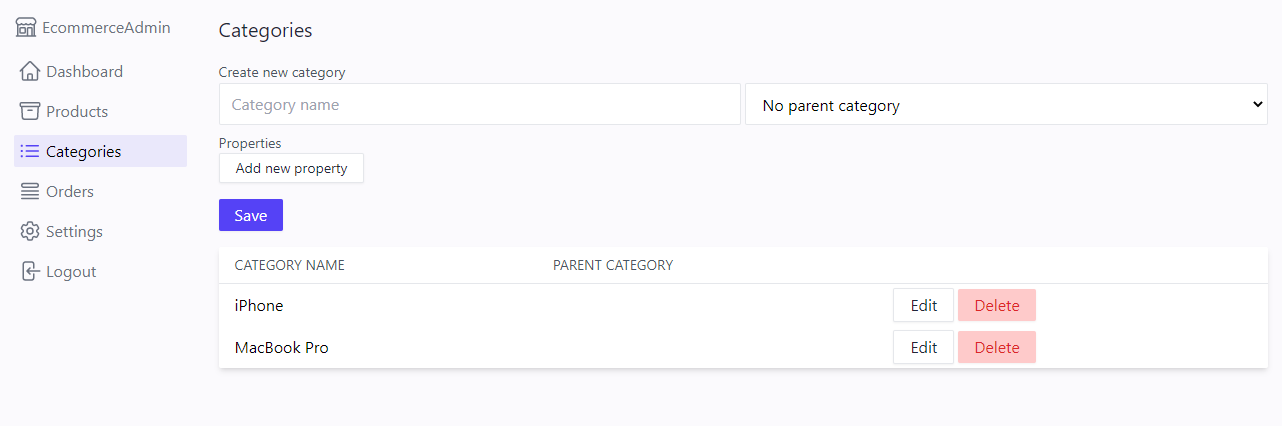 EcommerceAdmin
Dashboard
Products
Categories
Orders
Settings
Logout
Categories
Create new category
Category name No parent category
Properties
Add new property
Save
CATEGORY NAME PARENT CATEGORY
iPhone Edit Delete
MacBook Pro Edit Delete